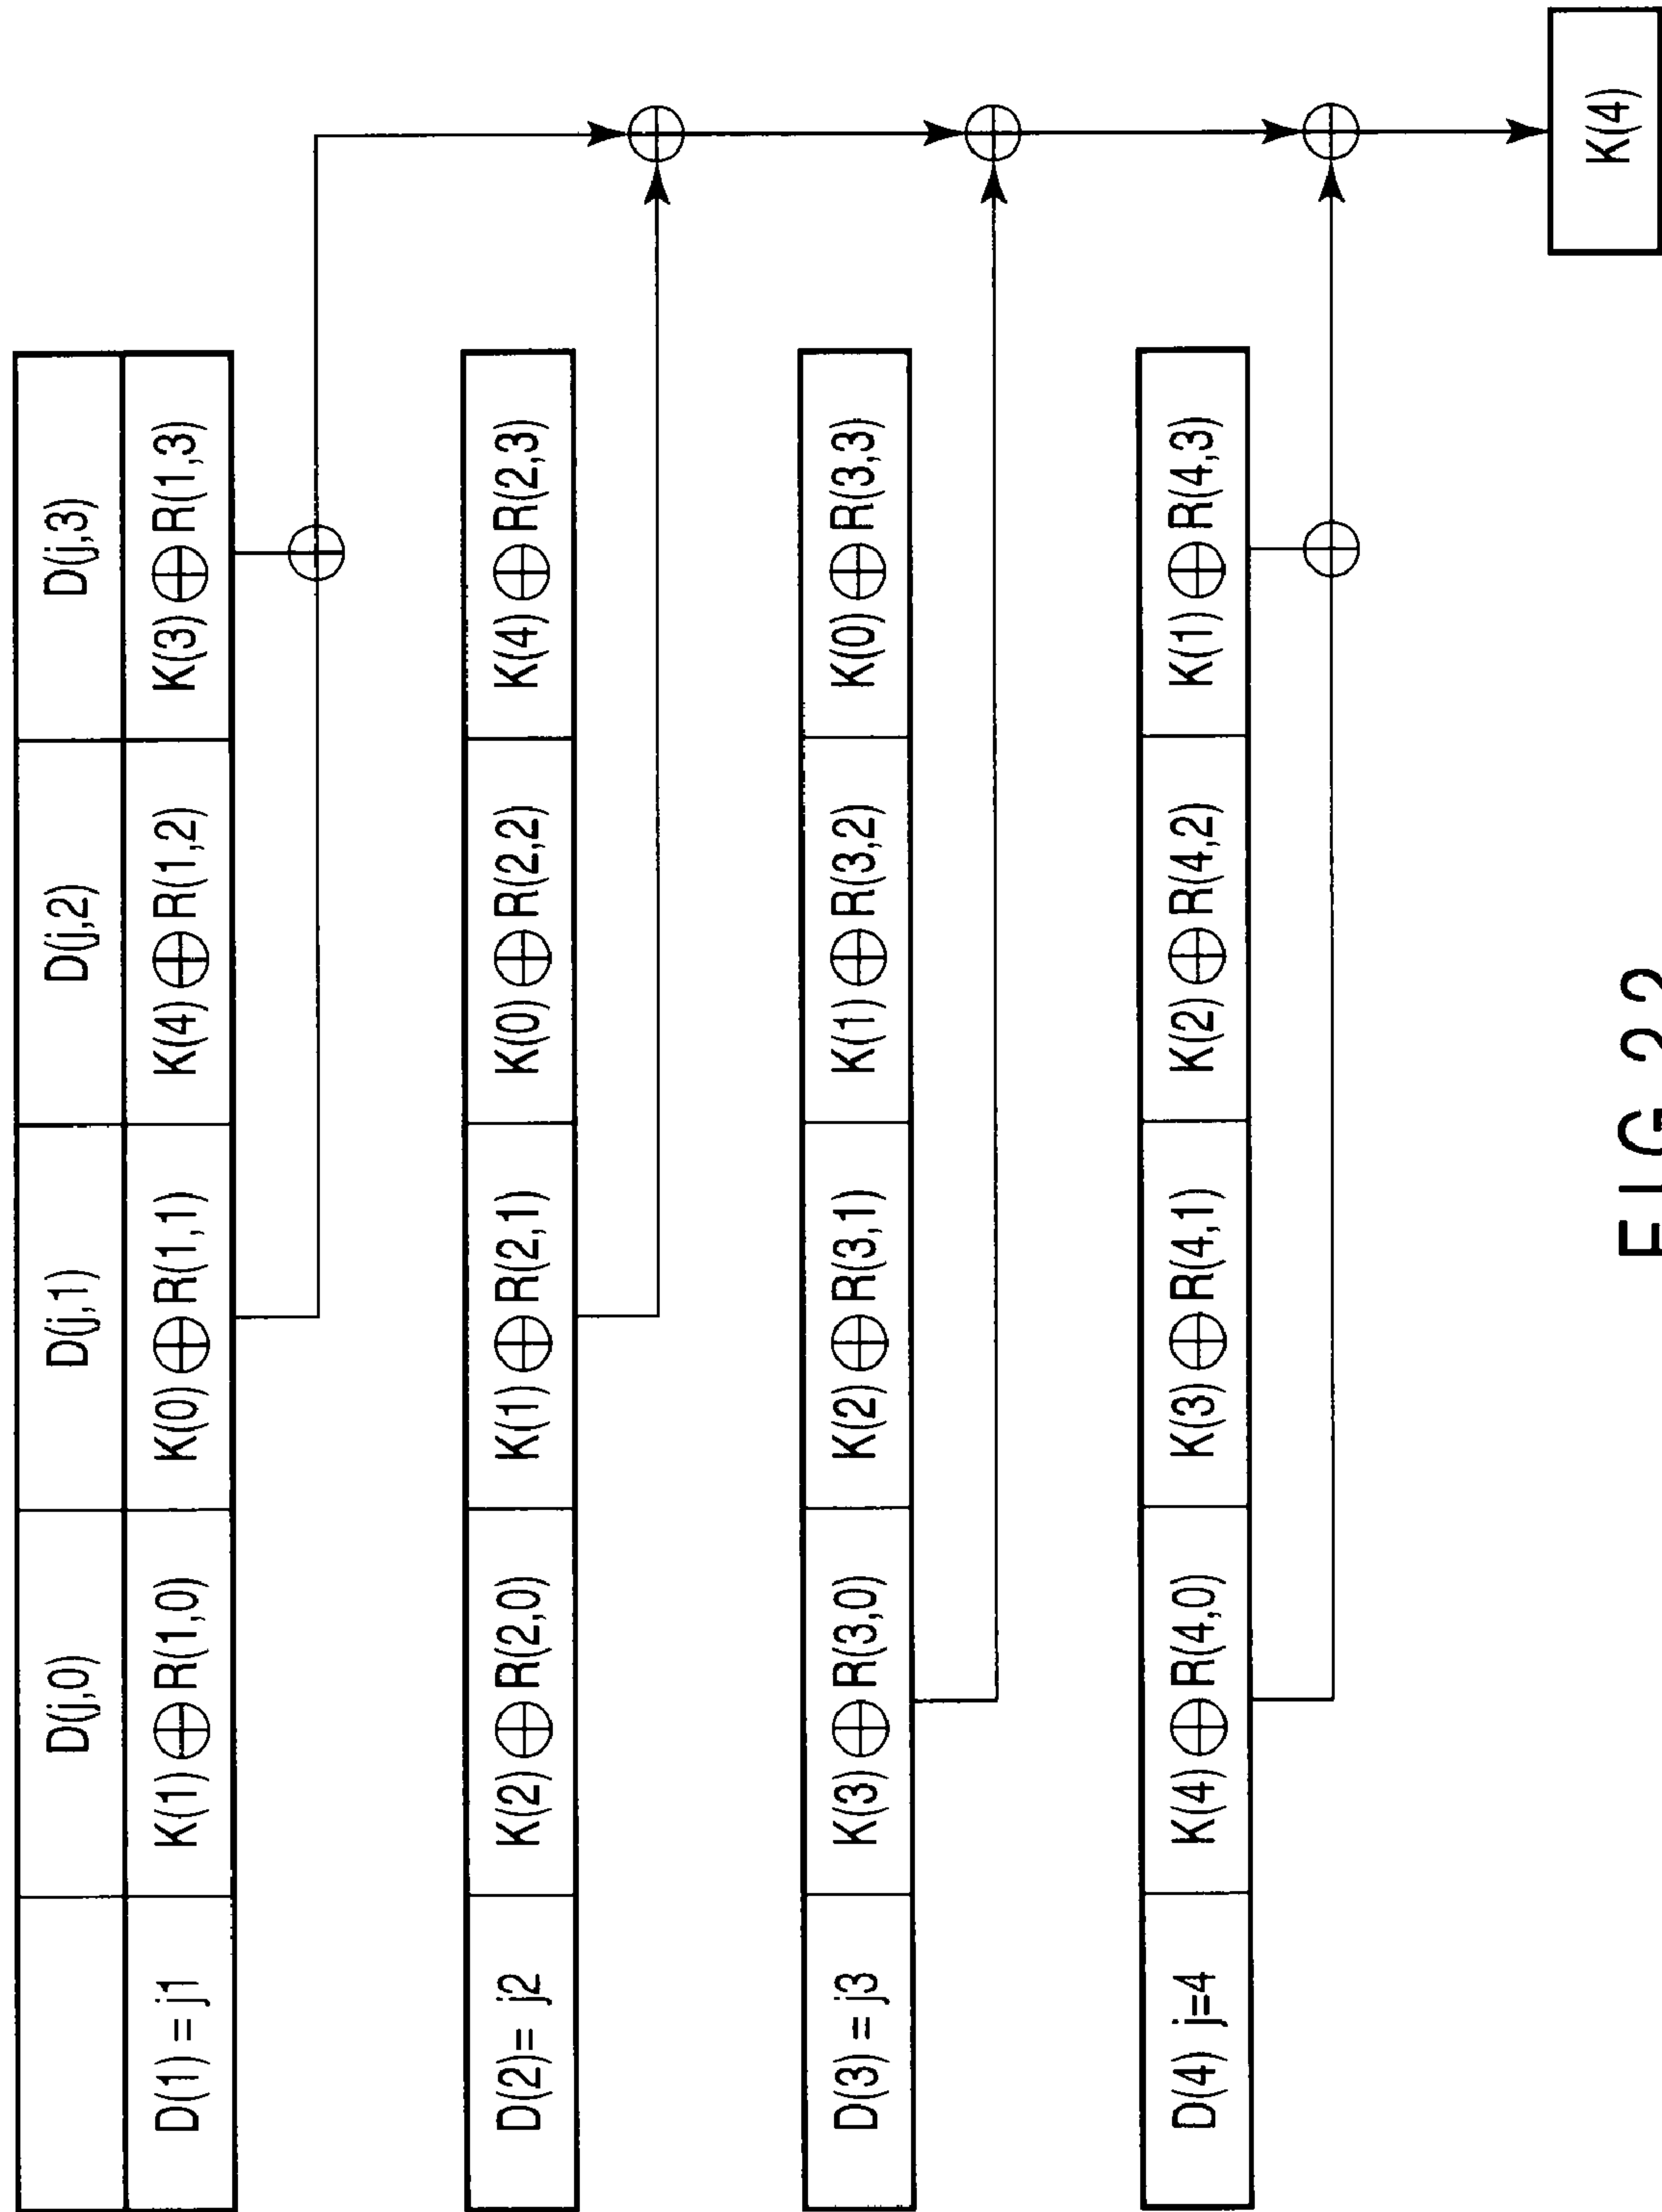 D(j,0) D(j,1) D(j,2) D(j,3)
D(1) = j1 K(1)⊕R(1,0) K(0)⊕R(1,1) K(4)⊕R(1,2) K(3)⊕R(1,3)
D(2)= j2 K(2)⊕R(2,0) K(1)⊕R(2,1) K(0)⊕R(2,2) K(4)⊕R(2,3)
D(3) = j3 K(3)⊕R(3,0) K(2)⊕R(3,1) K(1)⊕R(3,2) K(0)⊕R(3,3)
D(4) j=4 K(4)⊕R(4,0) K(3)⊕R(4,1) K(2)⊕R(4,2) K(1)⊕R(4,3)
K(4)
FIG 22